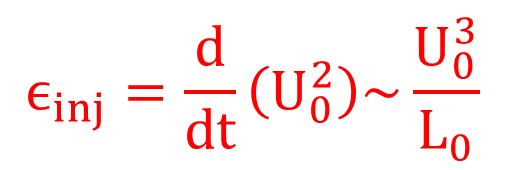 ϵ_inj = d/dt (U_0^2) ~ U_0^3/L_0